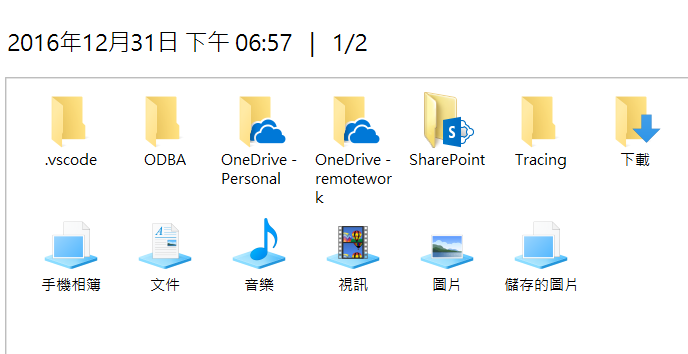 2016年12月31日 下午 06:57 | 1/2
.vscode
ODBA
OneDrive -
Personal
OneDrive -
remotewor
k
SharePoint
Tracing
下載
手機相簿
文件
音樂
視訊
圖片
儲存的圖片